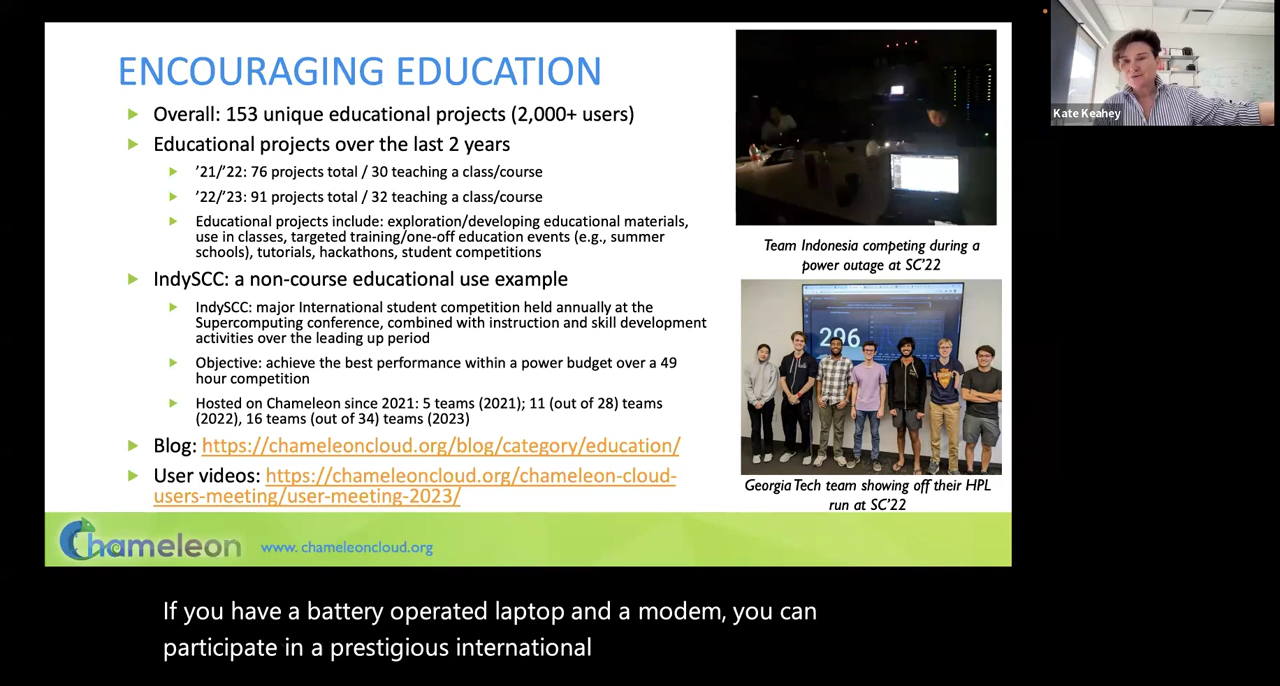 ENCOURAGING EDUCATION
Overall: 153 unique educational projects (2,000+ users)
Educational projects over the last 2 years
’21/’22: 76 projects total / 30 teaching a class/course
’22/’23: 91 projects total / 32 teaching a class/course
Educational projects include: exploration/developing educational materials,
use in classes, targeted training/one-off education events (e.g., summer
schools), tutorials, hackathons, student competitions
IndySCC: a non-course educational use example
IndySCC: major International student competition held annually at the
Supercomputing conference, combined with instruction and skill development
activities over the leading up period
Objective: achieve the best performance within a power budget over a 49
hour competition
Hosted on Chameleon since 2021: 5 teams (2021); 11 (out of 28) teams
(2022), 16 teams (out of 34) teams (2023)
Blog: https://chameleoncloud.org/blog/category/education/
User videos: https://chameleoncloud.org/chameleon-cloud-
users-meeting/user-meeting-2023/
Team Indonesia competing during a
power outage at SC’22
296
Georgia Tech team showing off their HPL
run at SC’22
Chameleon
www. chameleoncloud.org
Kate Keahey
If you have a battery operated laptop and a modem, you can
participate in a prestigious international